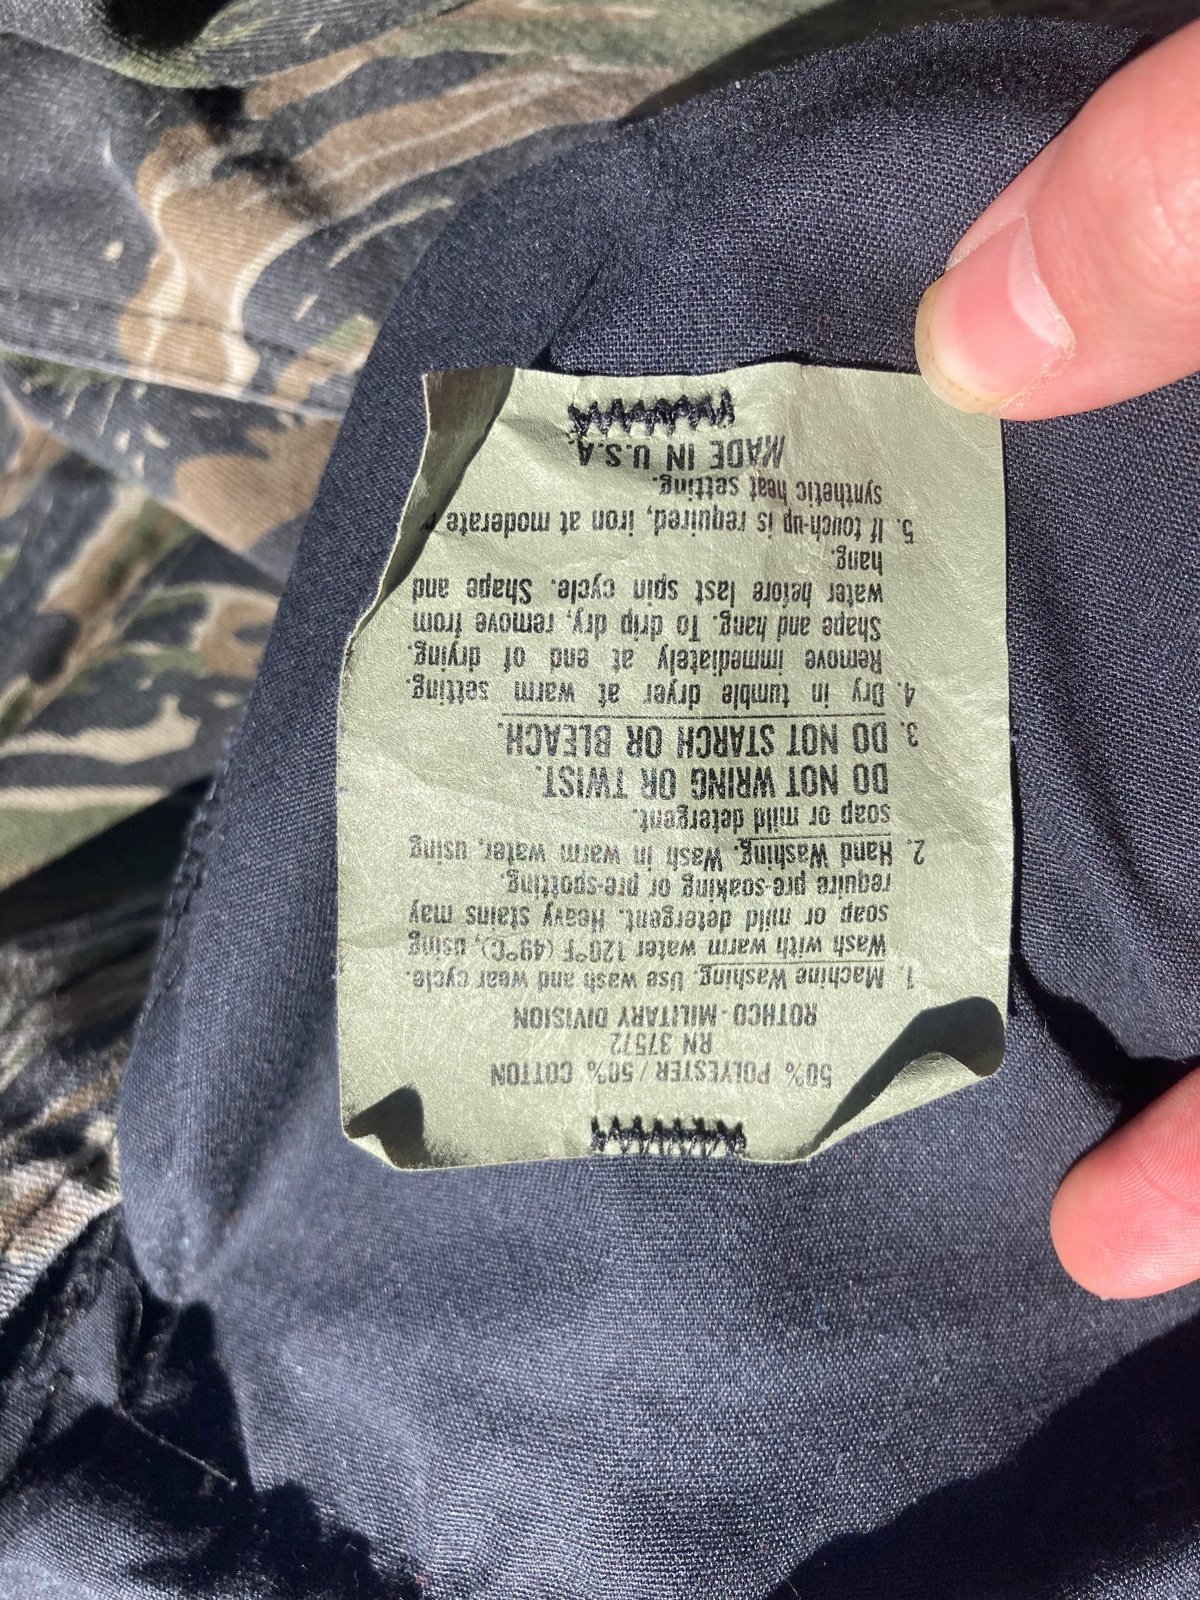 50% POLYESTER / 50% COTTON
RN 37572
ROTHCO - MILITARY DIVISION
1. Machine Washing. Use wash and wear cycle.
Wash with warm water 120°F (49°C), using
soap or mild detergent. Heavy stains may
require pre-soaking or pre-spotting.
2. Hand Washing. Wash in warm water, using
soap or mild detergent.
DO NOT WRING OR TWIST.
3. DO NOT STARCH OR BLEACH.
4. Dry in tumble dryer at warm setting.
Remove immediately at end of drying.
Shape and hang. To drip dry, remove from
water before last spin cycle. Shape and
hang.
5. If touch-up is required, iron at moderate
synthetic heat setting.
MADE IN U.S.A